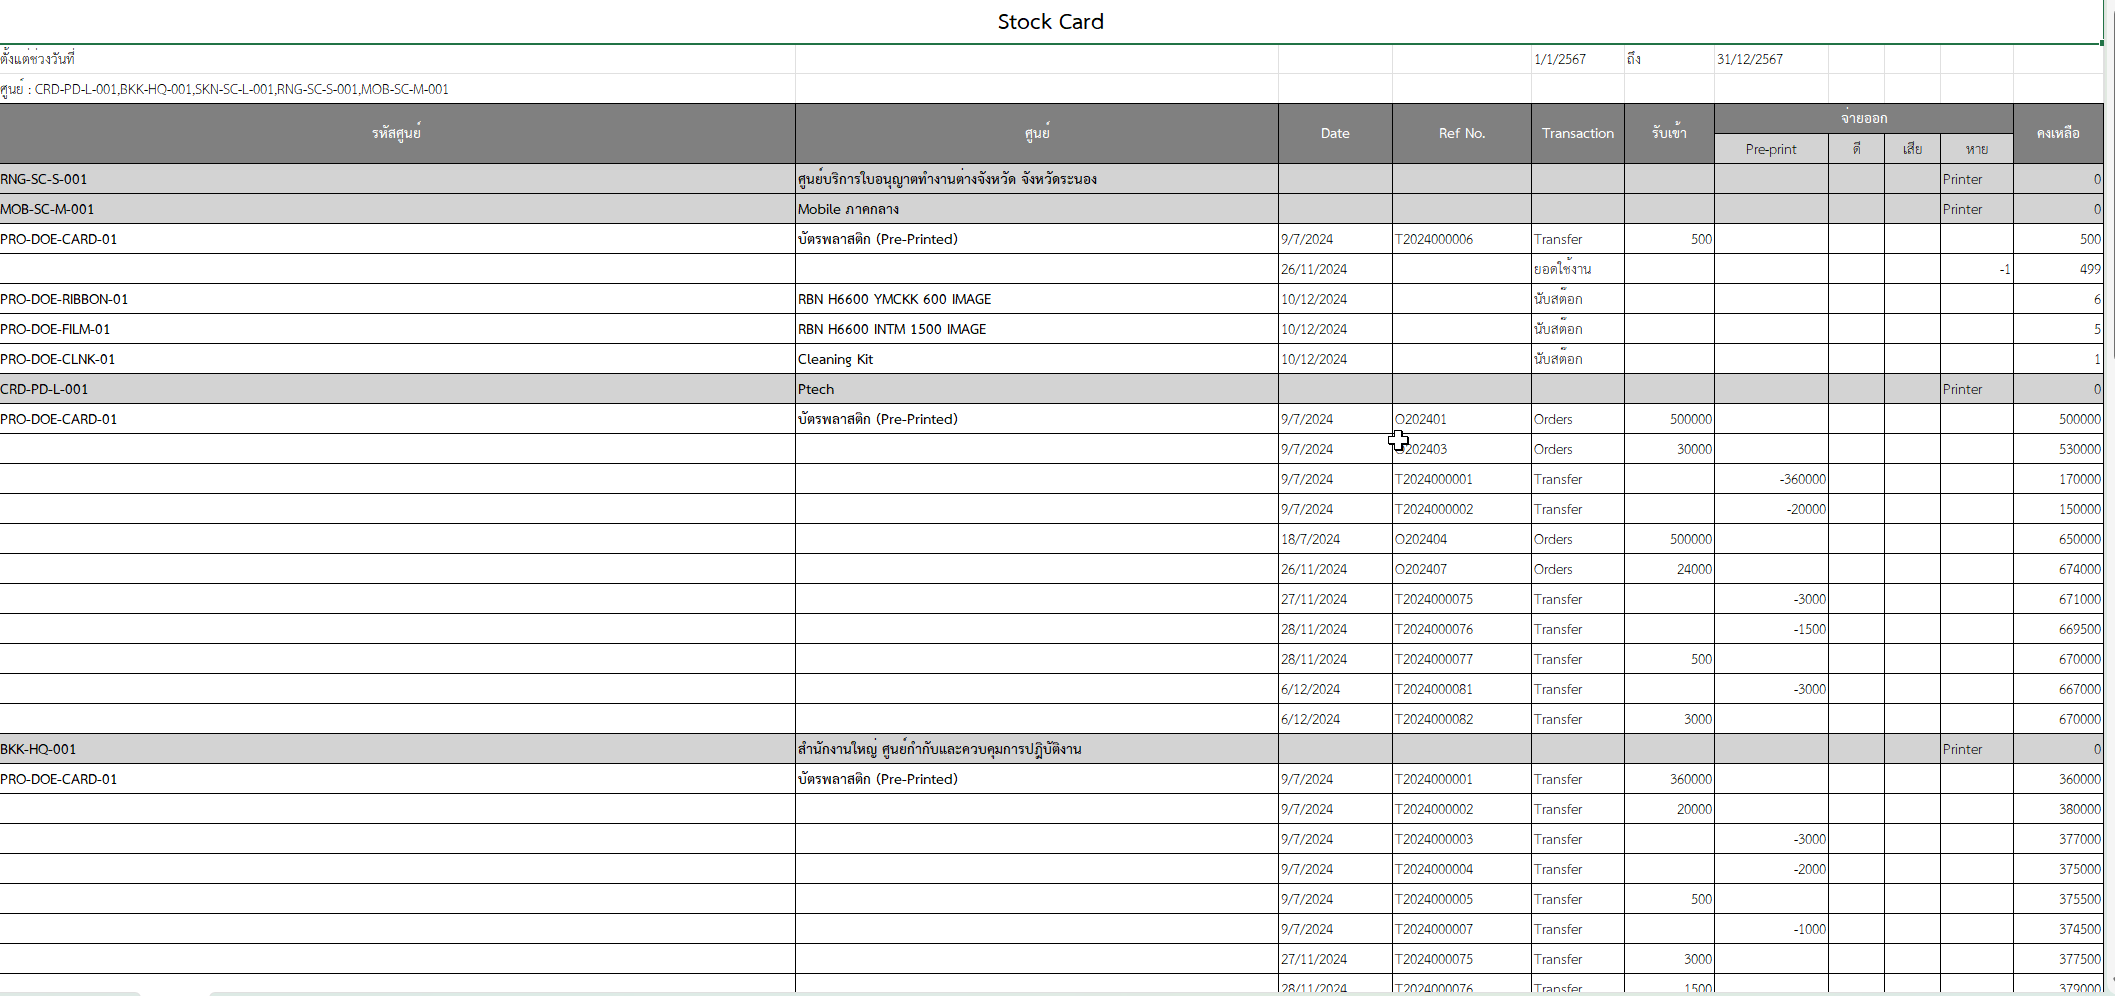 Stock Card
ตั้งแต่ช่วงวันที่ 1/1/2567 ถึง 31/12/2567
ศูนย์ : CRD-PD-L-001,BKK-HQ-001,SKN-SC-L-001,RNG-SC-S-001,MOB-SC-M-001
รหัสศูนย์ ศูนย์ Date Ref No. Transaction รับเข้า จ่ายออก คงเหลือ
Pre-print ดี เสีย หาย
RNG-SC-S-001 ศูนย์บริการใบอนุญาตทำงานต่างจังหวัด จังหวัดระนอง Printer 0
MOB-SC-M-001 Mobile ภาคกลาง Printer 0
PRO-DOE-CARD-01 บัตรพลาสติก (Pre-Printed) 9/7/2024 T2024000006 Transfer 500 500
26/11/2024 ยอดใช้งาน -1 499
PRO-DOE-RIBBON-01 RBN H6600 YMCKK 600 IMAGE 10/12/2024 นับสต๊อก 6
PRO-DOE-FILM-01 RBN H6600 INTM 1500 IMAGE 10/12/2024 นับสต๊อก 5
PRO-DOE-CLNK-01 Cleaning Kit 10/12/2024 นับสต๊อก 1
CRD-PD-L-001 Ptech Printer 0
PRO-DOE-CARD-01 บัตรพลาสติก (Pre-Printed) 9/7/2024 O202401 Orders 500000 500000
9/7/2024 202403 Orders 30000 530000
9/7/2024 T2024000001 Transfer -360000 170000
9/7/2024 T2024000002 Transfer -20000 150000
18/7/2024 O202404 Orders 500000 650000
26/11/2024 O202407 Orders 24000 674000
27/11/2024 T2024000075 Transfer -3000 671000
28/11/2024 T2024000076 Transfer -1500 669500
28/11/2024 T2024000077 Transfer 500 670000
6/12/2024 T2024000081 Transfer -3000 667000
6/12/2024 T2024000082 Transfer 3000 670000
BKK-HQ-001 สำนักงานใหญ่ ศูนย์กำกับและควบคุมการปฏิบัติงาน Printer 0
PRO-DOE-CARD-01 บัตรพลาสติก (Pre-Printed) 9/7/2024 T2024000001 Transfer 360000 360000
9/7/2024 T2024000002 Transfer 20000 380000
9/7/2024 T2024000003 Transfer -3000 377000
9/7/2024 T2024000004 Transfer -2000 375000
9/7/2024 T2024000005 Transfer 500 375500
9/7/2024 T2024000007 Transfer -1000 374500
27/11/2024 T2024000075 Transfer 3000 377500
28/11/2024 T2024000076 Transfer 1500 379000